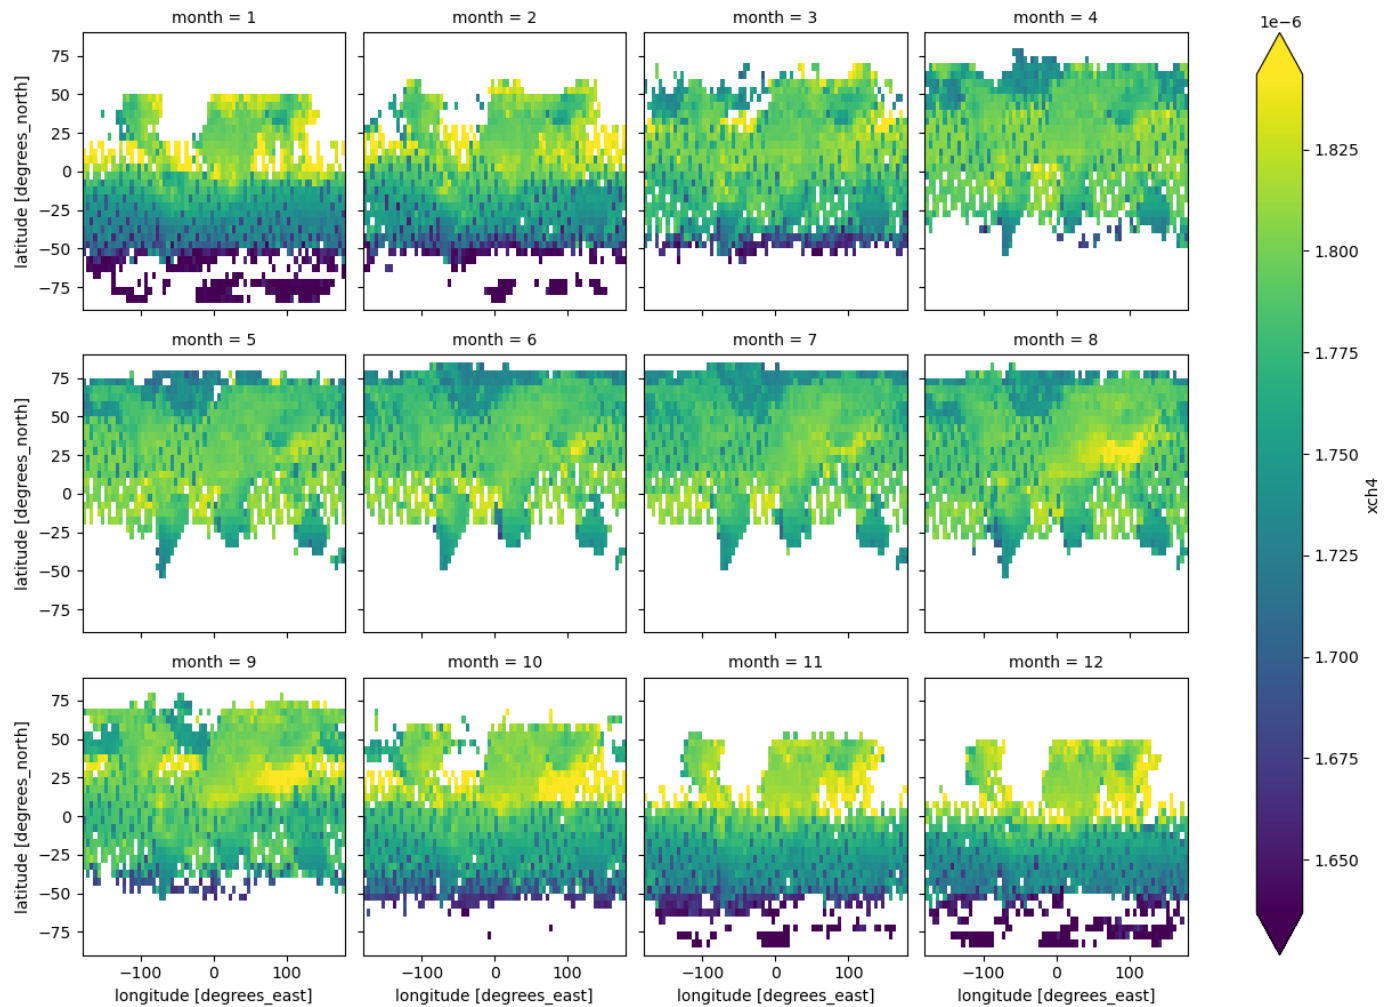 month = 1
month = 2
month = 3
month = 4
1e−6
75
50
25
0
−25
−50
−75
latitude [degrees_north]
month = 5
month = 6
month = 7
month = 8
75
50
25
0
−25
−50
−75
latitude [degrees_north]
month = 9
month = 10
month = 11
month = 12
75
50
25
0
−25
−50
−75
latitude [degrees_north]
−100 0 100
−100 0 100
−100 0 100
−100 0 100
longitude [degrees_east]
longitude [degrees_east]
longitude [degrees_east]
longitude [degrees_east]
1.825
1.800
1.775
1.750
1.725
1.700
1.675
1.650
xch4